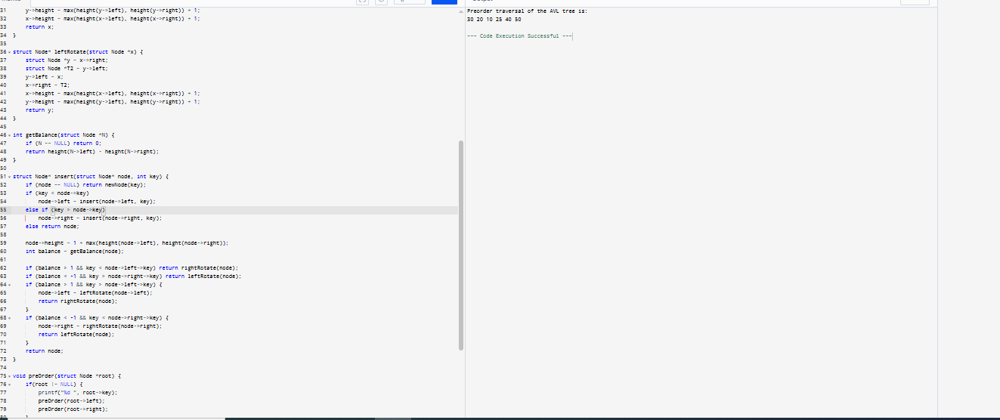 31 y->height = max(height(y->left), height(y->right)) + 1;
32 x->height = max(height(x->left), height(x->right)) + 1;
33 return x;
34 }
35
36 struct Node* leftRotate(struct Node *x) {
37 struct Node *y = x->right;
38 struct Node *T2 = y->left;
39 y->left = x;
40 x->right = T2;
41 x->height = max(height(x->left), height(x->right)) + 1;
42 y->height = max(height(y->left), height(y->right)) + 1;
43 return y;
44 }
45
46 int getBalance(struct Node *N) {
47 if (N == NULL) return 0;
48 return height(N->left) - height(N->right);
49 }
50
51 struct Node* insert(struct Node* node, int key) {
52 if (node == NULL) return newNode(key);
53 if (key < node->key)
54 node->left = insert(node->left, key);
55 else if (key > node->key)
56 node->right = insert(node->right, key);
57 else return node;
58
59 node->height = 1 + max(height(node->left), height(node->right));
60 int balance = getBalance(node);
61
62 if (balance > 1 && key < node->left->key) return rightRotate(node);
63 if (balance < -1 && key > node->right->key) return leftRotate(node);
64 if (balance > 1 && key > node->left->key) {
65 node->left = leftRotate(node->left);
66 return rightRotate(node);
67 }
68 if (balance < -1 && key < node->right->key) {
69 node->right = rightRotate(node->right);
70 return leftRotate(node);
71 }
72 return node;
73 }
74
75 void preOrder(struct Node *root) {
76 if(root != NULL) {
77 printf("%d ", root->key);
78 preOrder(root->left);
79 preOrder(root->right);
Preorder traversal of the AVL tree is:
30 20 10 25 40 50
=== Code Execution Successful ===